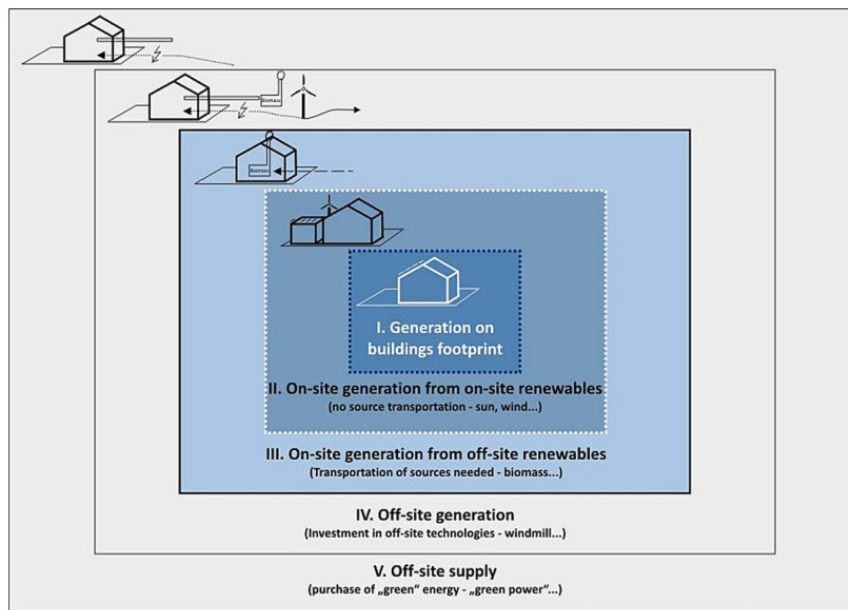 Biomass
Biomass
I. Generation on
buildings footprint
II. On-site generation from on-site renewables
(no source transportation - sun, wind...)
III. On-site generation from off-site renewables
(Transportation of sources needed - biomass...)
IV. Off-site generation
(Investment in off-site technologies - windmill...)
V. Off-site supply
(purchase of „green“ energy - „green power“...)